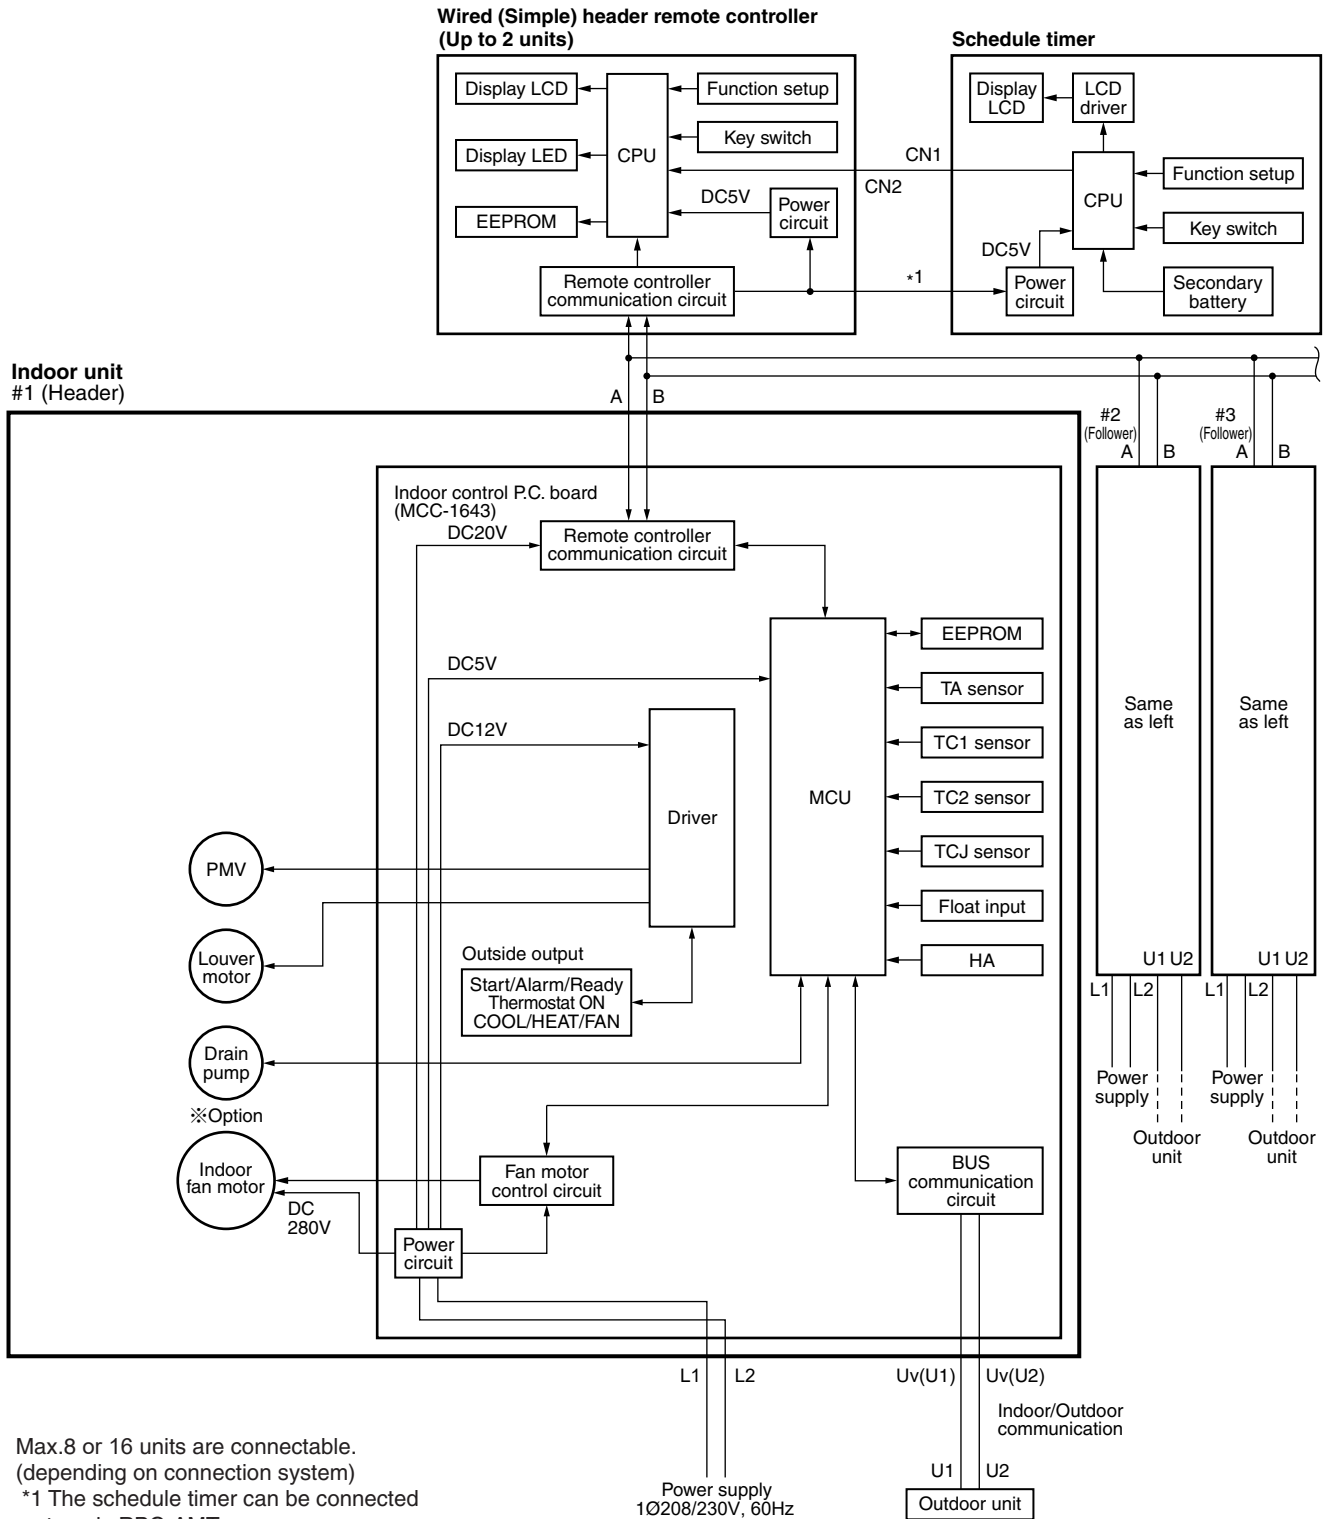 Wired (Simple) header remote controller
(Up to 2 units)
Schedule timer
Display LCD
Function setup
Display LED
CPU
Key switch
EEPROM
DC5V
Power
circuit
Remote controller
communication circuit
CN1
CN2
*1
Display
LCD
LCD
driver
CPU
Function setup
Key switch
DC5V
Power
circuit
Secondary
battery
Indoor unit
#1 (Header)
A
B
#2
(Follower)
A
B
#3
(Follower)
A
B
Indoor control P.C. board
(MCC-1643)
DC20V
Remote controller
communication circuit
DC5V
DC12V
Driver
MCU
EEPROM
TA sensor
TC1 sensor
TC2 sensor
TCJ sensor
Float input
HA
Same
as left
Same
as left
PMV
Louver
motor
Outside output
Start/Alarm/Ready
Thermostat ON
COOL/HEAT/FAN
Drain
pump
※Option
Indoor
fan motor
DC
280V
Fan motor
control circuit
Power
circuit
BUS
communication
circuit
U1 U2
L1
L2
Power
supply
Outdoor
unit
U1 U2
L1
L2
Power
supply
Outdoor
unit
L1
L2
Uv(U1)
Uv(U2)
Indoor/Outdoor
communication
U1
U2
Power supply
1Ø208/230V, 60Hz
Outdoor unit
Max.8 or 16 units are connectable.
(depending on connection system)
*1 The schedule timer can be connected